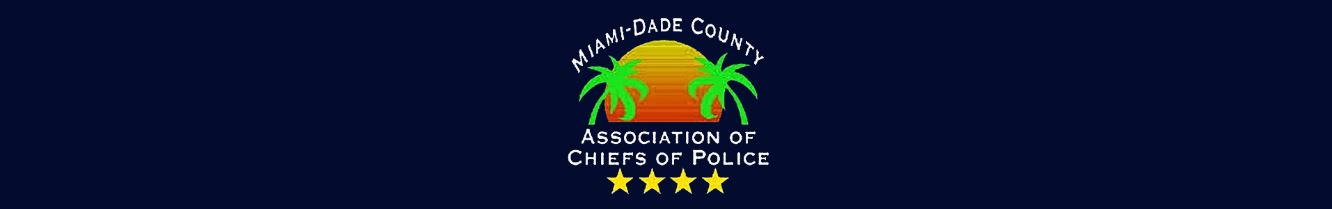 MIAMI-DADE COUNTY
ASSOCIATION OF
CHIEFS OF POLICE